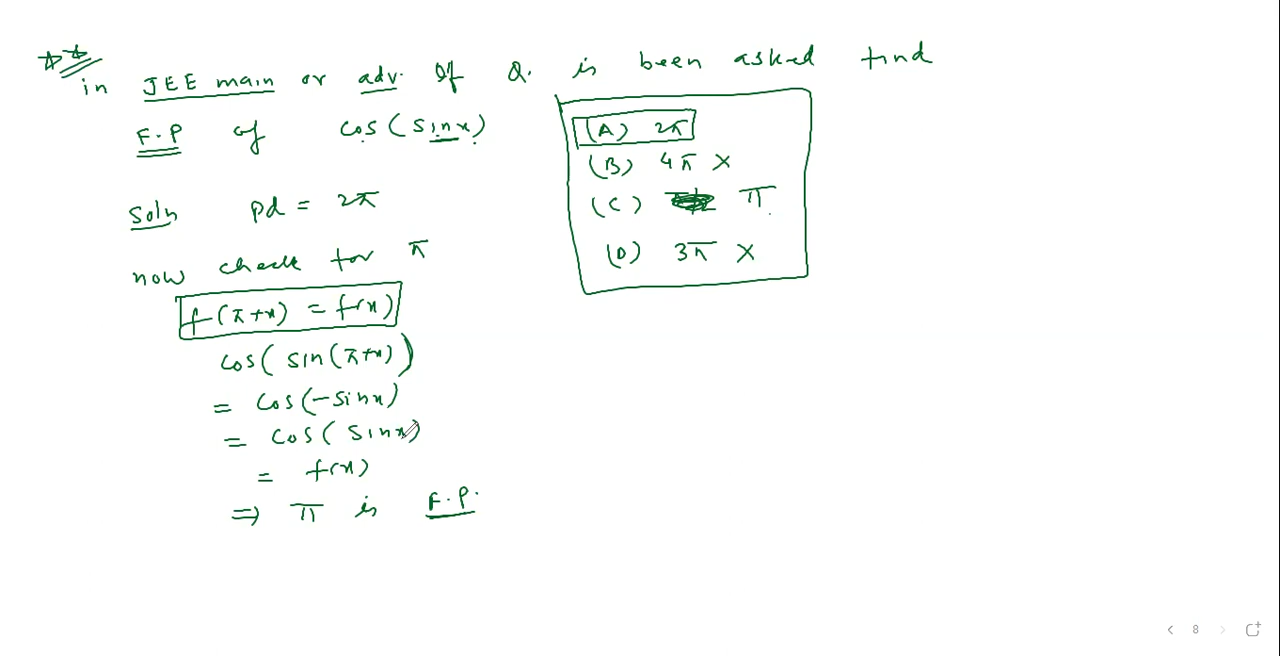 in JEE main or adv. If Q. is been asked find
F.P of cos(sinx)
(A) 2π
(B) 4π ×
(C) π
(D) 3π ×
Soln pd = 2π
now check for π
f(π+x) = f(x)
cos(sin(π+x))
= cos(-sinx)
= cos(sinx)
= f(x)
⇒ π is F.P.
8